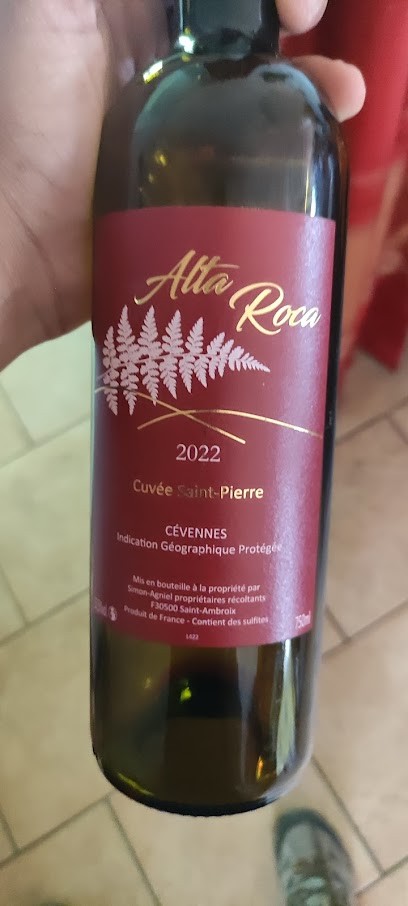 Alta
Roca
2022
Cuvée Saint-Pierre
CÉVENNES
Indication Géographique Protégée
Mis en bouteille à la propriété par
Simon-Agniel propriétaires récoltants
F30500 Saint-Ambroix
Produit de France - Contient des sulfites
750ml
L422